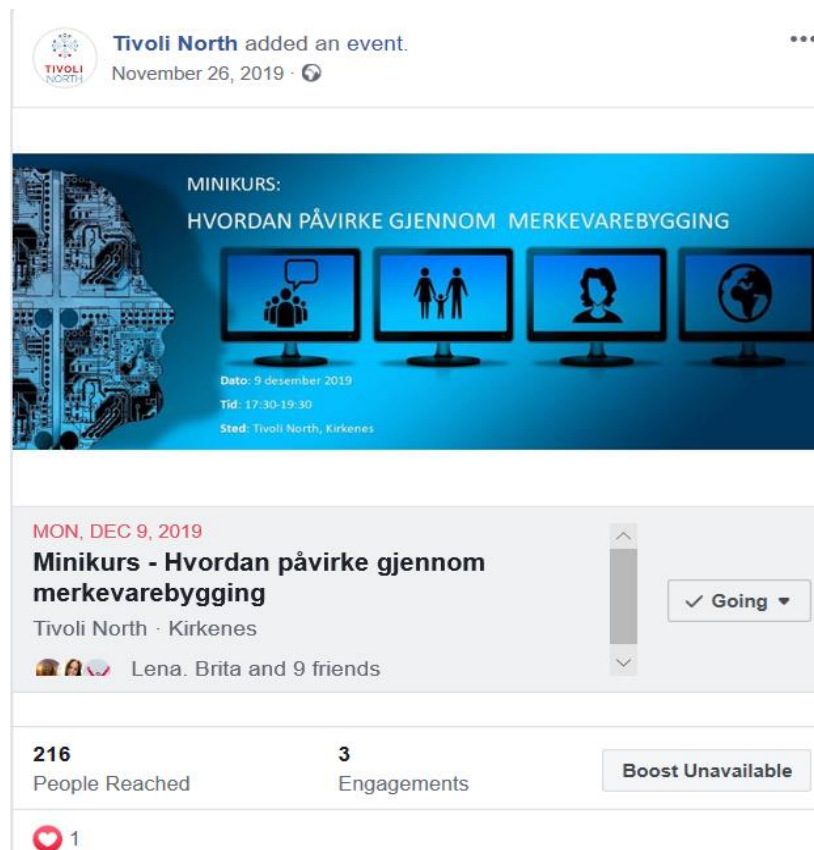 Tivoli North added an event.
November 26, 2019 ·
TIVOLI
NORTH
MINIKURS:
HVORDAN PÅVIRKE GJENNOM MERKEVAREBYGGING
Dato: 9 desember 2019
Tid: 17:30-19:30
Sted: Tivoli North, Kirkenes
MON, DEC 9, 2019
Minikurs - Hvordan påvirke gjennom
merkevarebygging
Tivoli North · Kirkenes
Going
Lena. Brita and 9 friends
216
People Reached
3
Engagements
Boost Unavailable
1